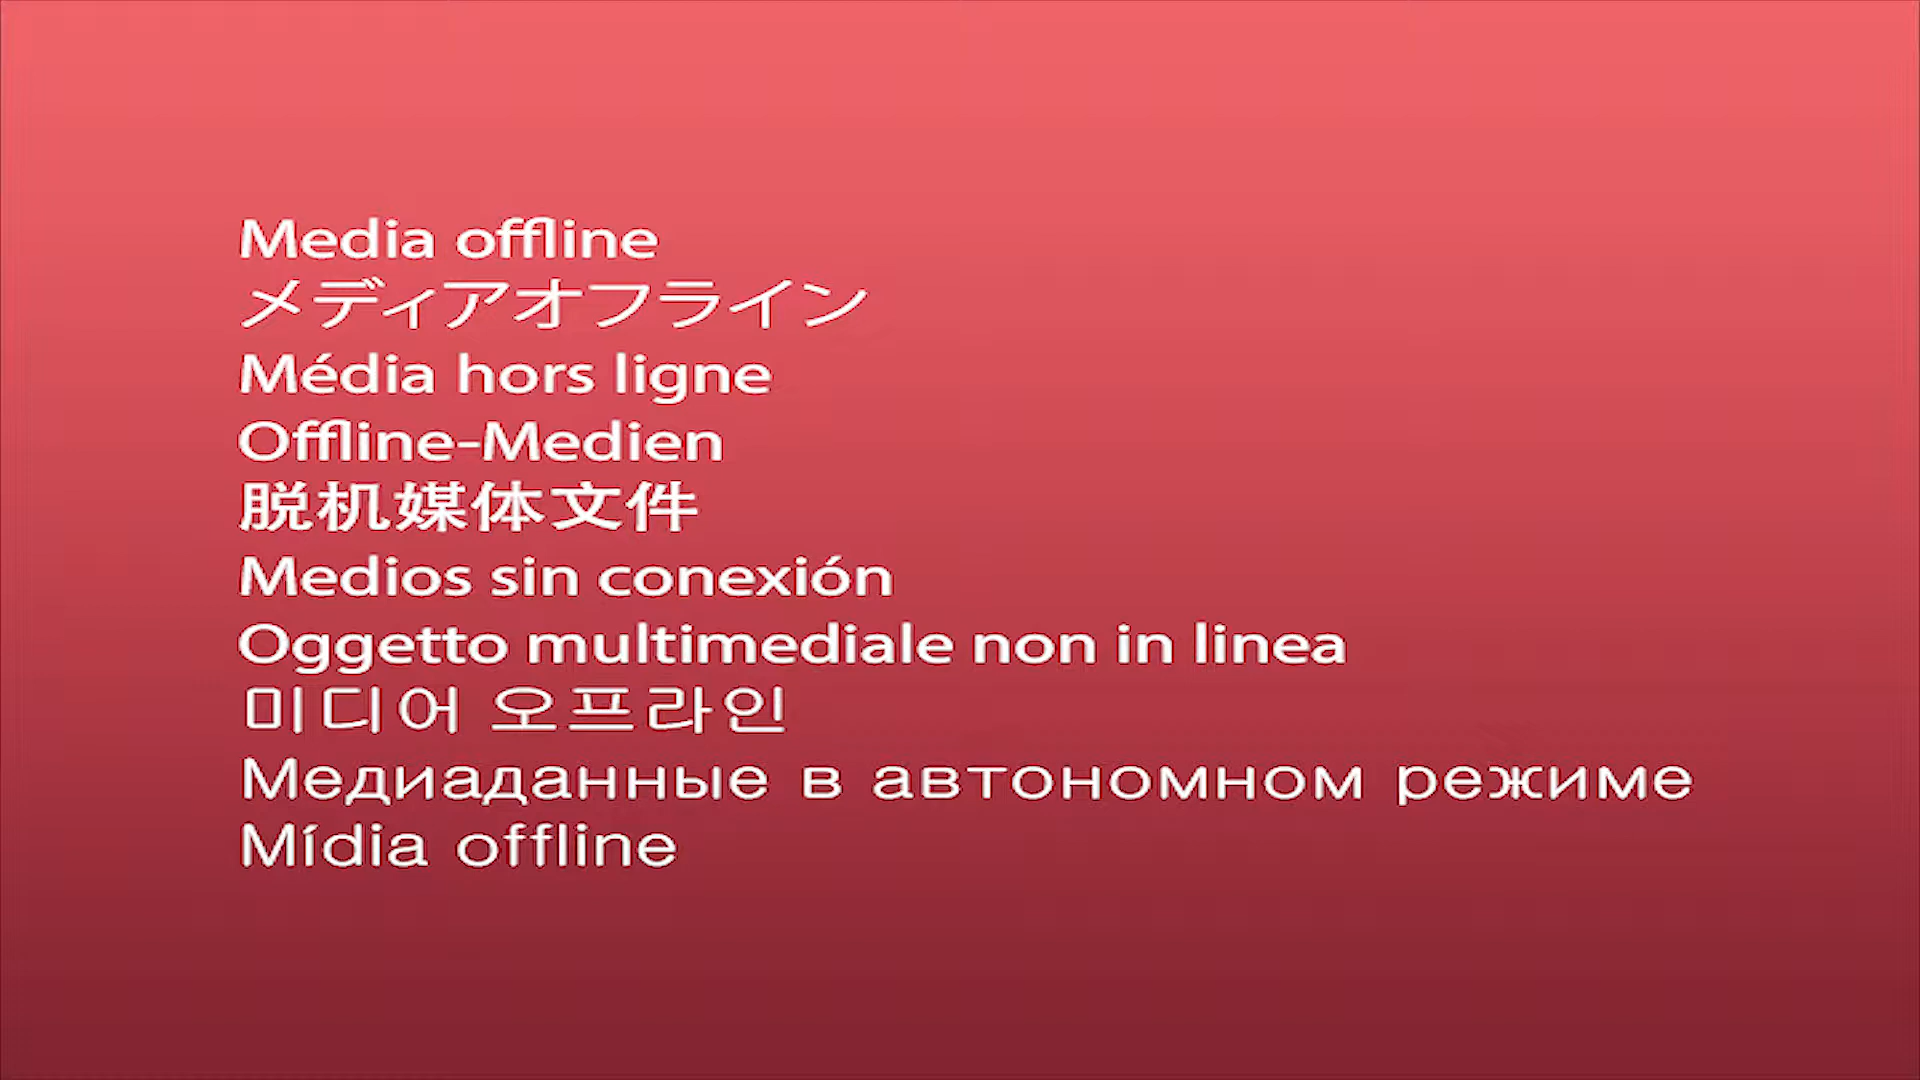 Media offline
メディアオフライン
Média hors ligne
Offline-Medien
脱机媒体文件
Medios sin conexión
Oggetto multimediale non in linea
미디어 오프라인
Медиаданные в автономном режиме
Mídia offline